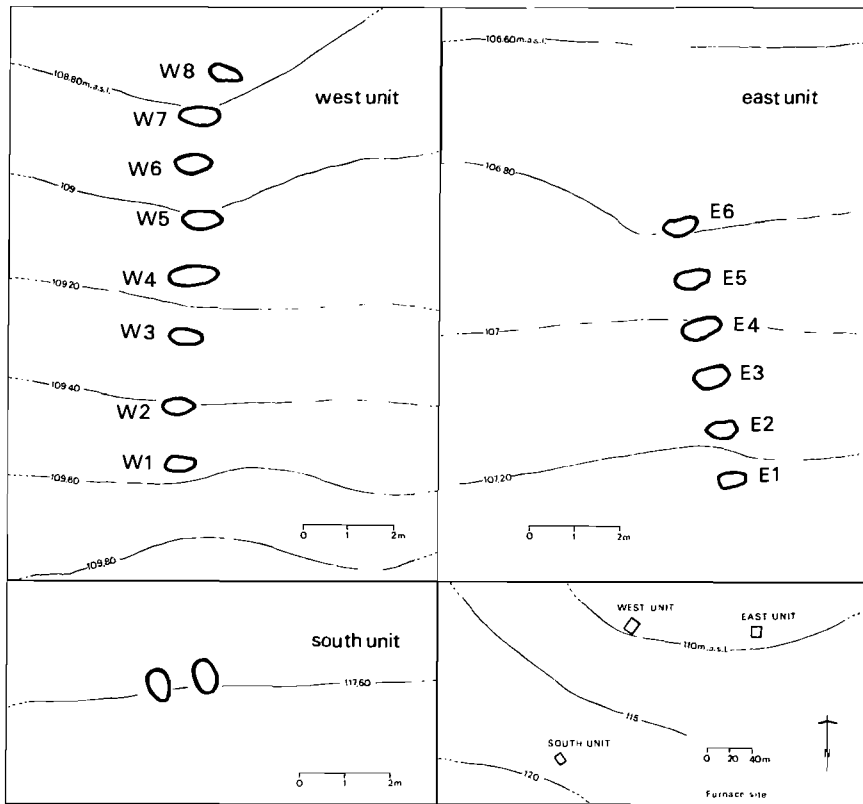 108.80 m.a.s.l.
W8
west unit
W7
W6
109
W5
W4
109.20
W3
109.40
W2
W1
109.60
0 1 2m
109.80
106.60 m.a.s.l.
east unit
106.80
E6
E5
107
E4
E3
E2
107.20
E1
0 1 2m
south unit
117.60
0 1 2m
WEST UNIT
EAST UNIT
110 m.a.s.l.
115
SOUTH UNIT
120
0 20 40m
N
Furnace site